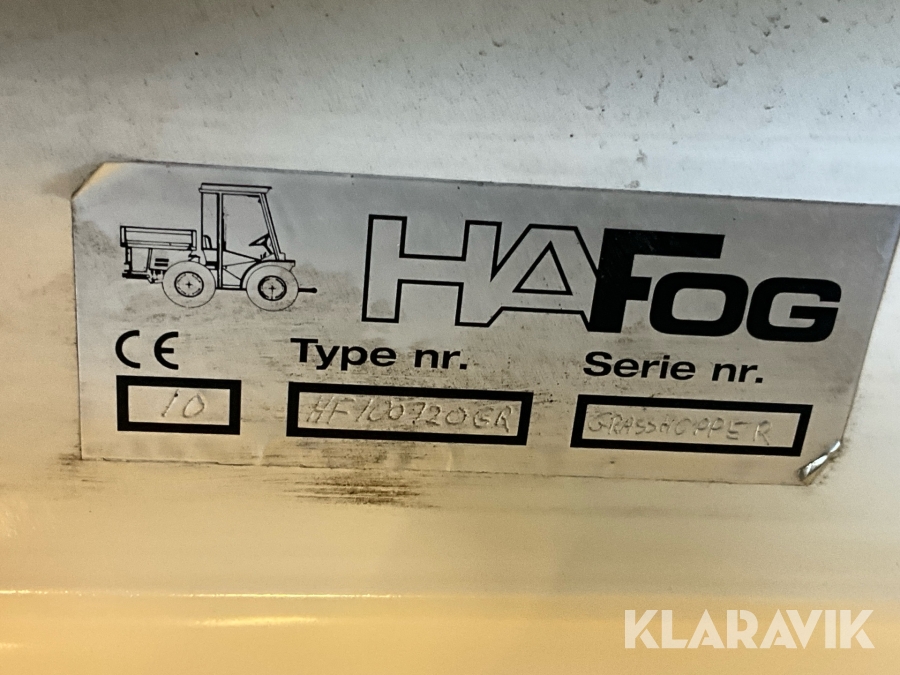 HAFOG
CE Type nr. Serie nr.
10 HF100720GR GRASSHOPPER
KLARAVIK